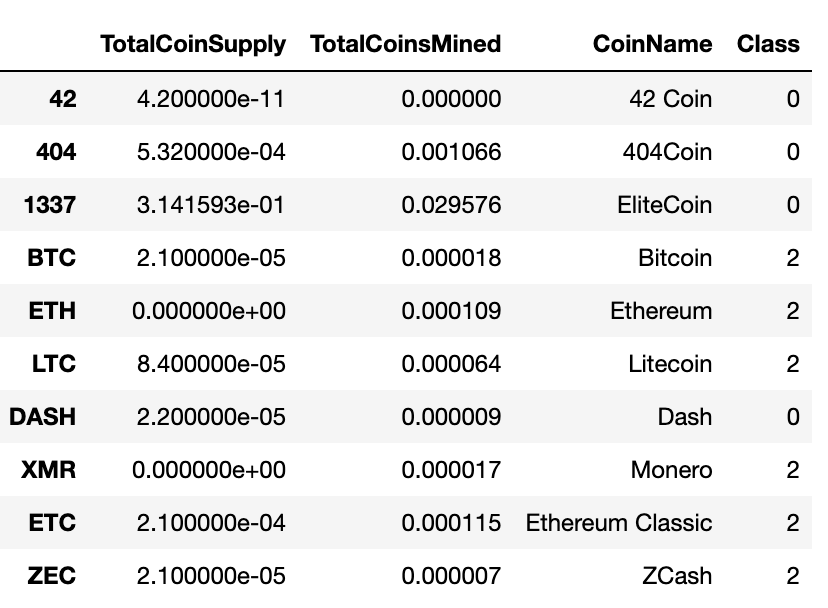 TotalCoinSupply TotalCoinsMined CoinName Class
42 4.200000e-11 0.000000 42 Coin 0
404 5.320000e-04 0.001066 404Coin 0
1337 3.141593e-01 0.029576 EliteCoin 0
BTC 2.100000e-05 0.000018 Bitcoin 2
ETH 0.000000e+00 0.000109 Ethereum 2
LTC 8.400000e-05 0.000064 Litecoin 2
DASH 2.200000e-05 0.000009 Dash 0
XMR 0.000000e+00 0.000017 Monero 2
ETC 2.100000e-04 0.000115 Ethereum Classic 2
ZEC 2.100000e-05 0.000007 ZCash 2